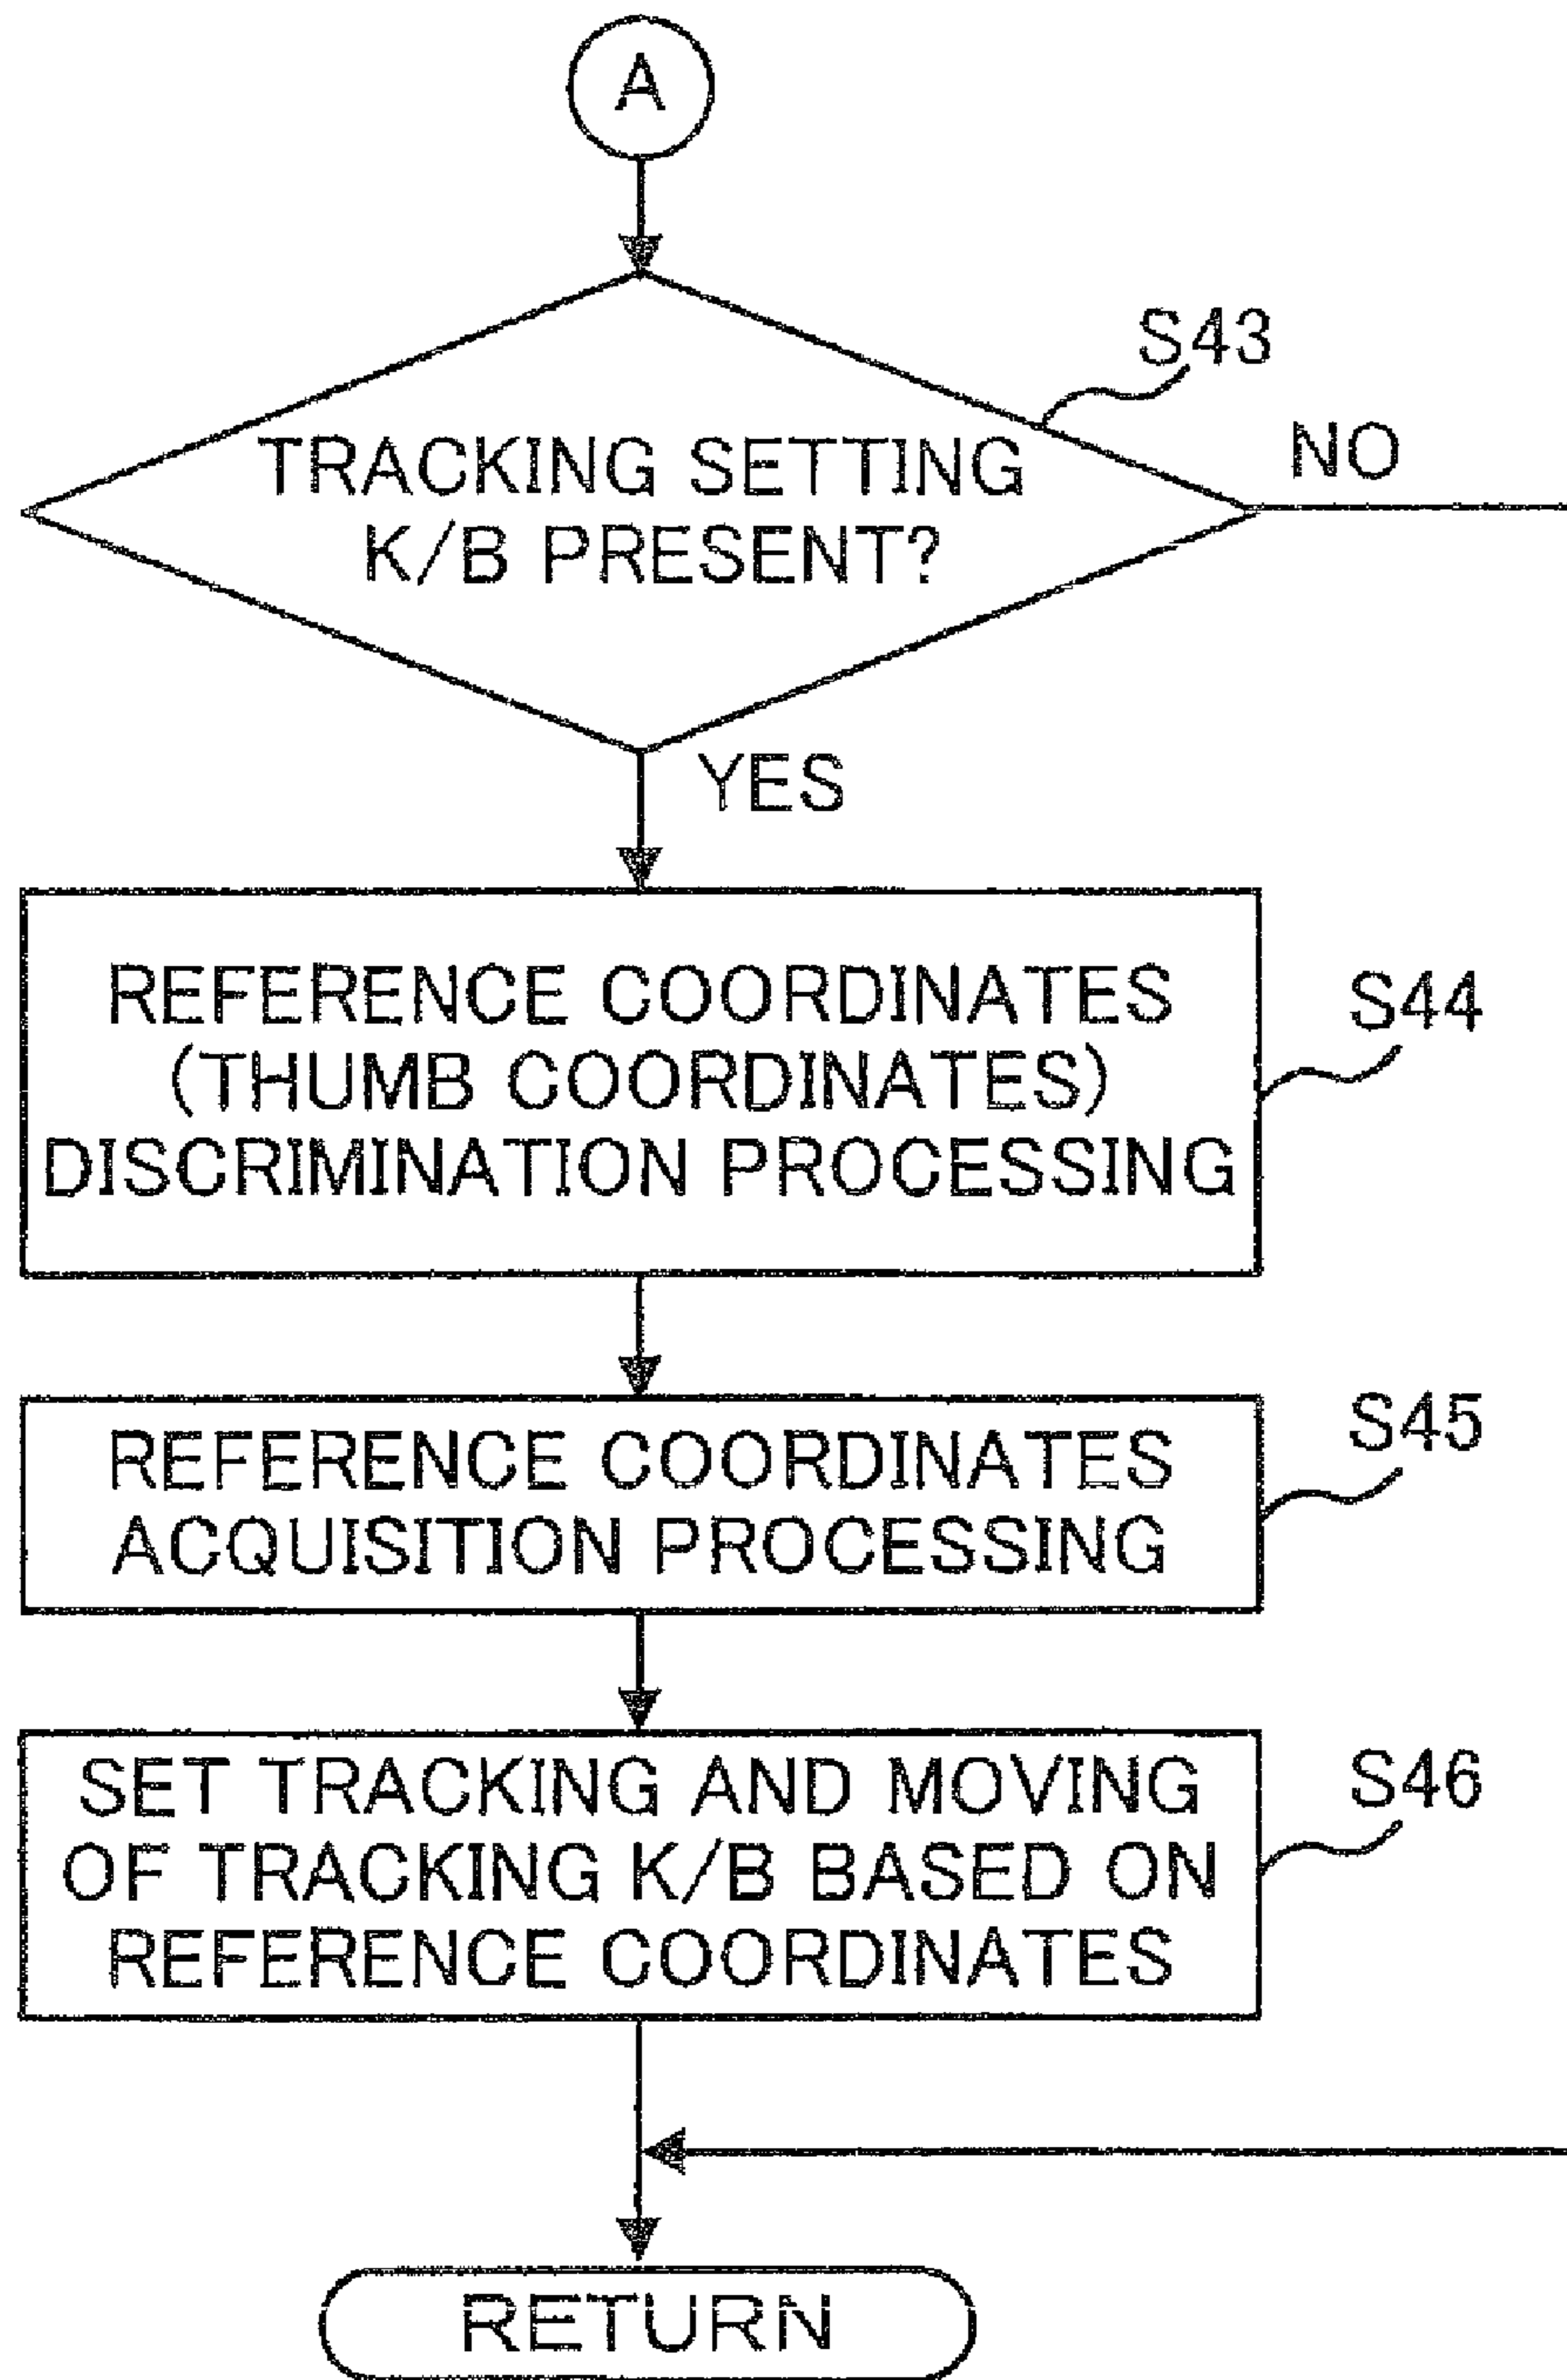 A
S43
TRACKING SETTING
K/B PRESENT?
NO
YES
REFERENCE COORDINATES
(THUMB COORDINATES)
DISCRIMINATION PROCESSING
S44
REFERENCE COORDINATES
ACQUISITION PROCESSING
S45
SET TRACKING AND MOVING
OF TRACKING K/B BASED ON
REFERENCE COORDINATES
S46
RETURN